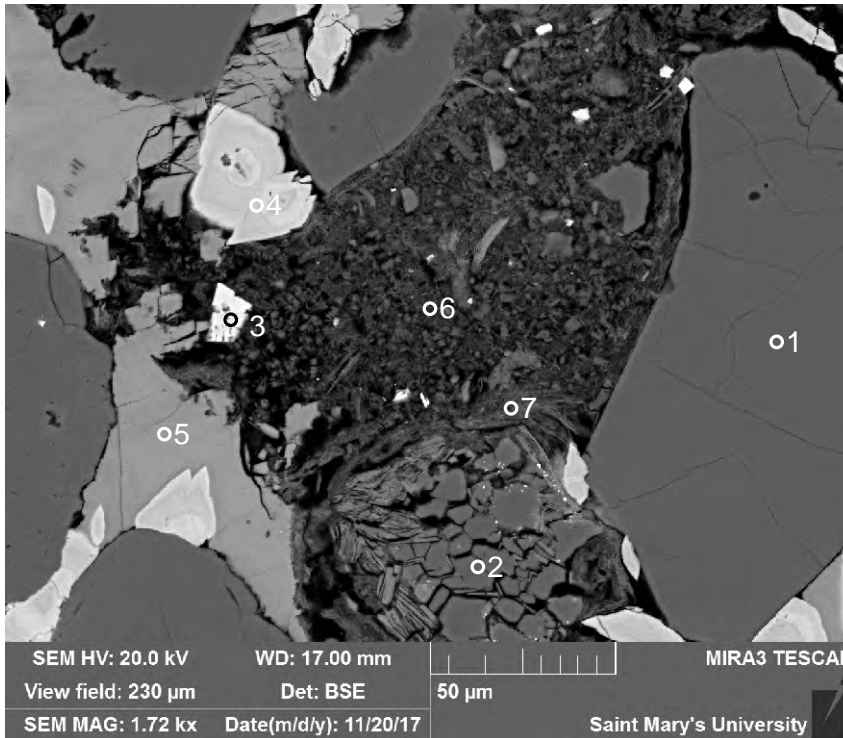 4
3
6
1
7
5
2
SEM HV: 20.0 kV WD: 17.00 mm MIRA3 TESCAN
View field: 230 µm Det: BSE 50 µm
SEM MAG: 1.72 kx Date(m/d/y): 11/20/17 Saint Mary's University